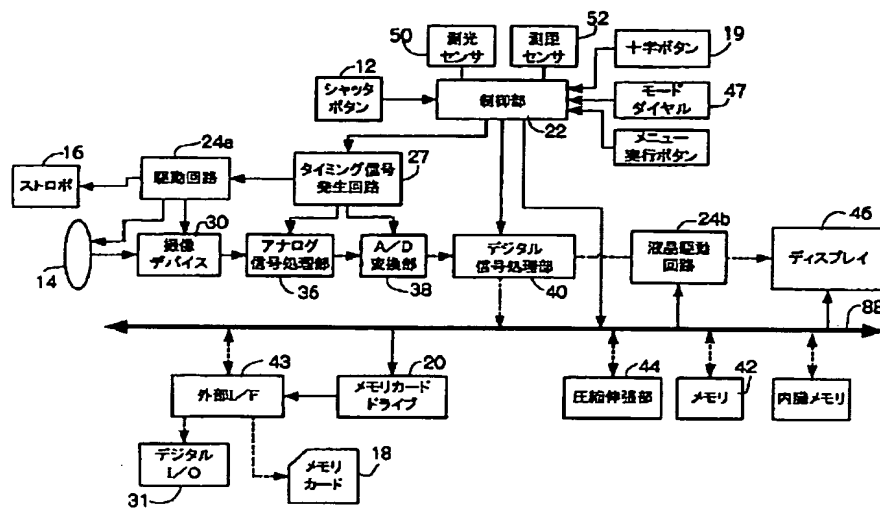 50
測光
センサ
測距
センサ
52
十字ボタン
19
12
シャッタ
ボタン
制御部
22
モード
ダイヤル
47
メニュー
実行ボタン
16
ストロボ
24a
駆動回路
タイミング信号
発生回路
27
14
30
撮像
デバイス
アナログ
信号処理部
36
A/D
変換部
38
デジタル
信号処理部
40
24b
液晶駆動
回路
46
ディスプレイ
88
43
外部I/F
20
メモリカード
ドライブ
44
圧縮伸張部
メモリ
42
内臓メモリ
デジタル
I/O
31
メモリ
カード
18